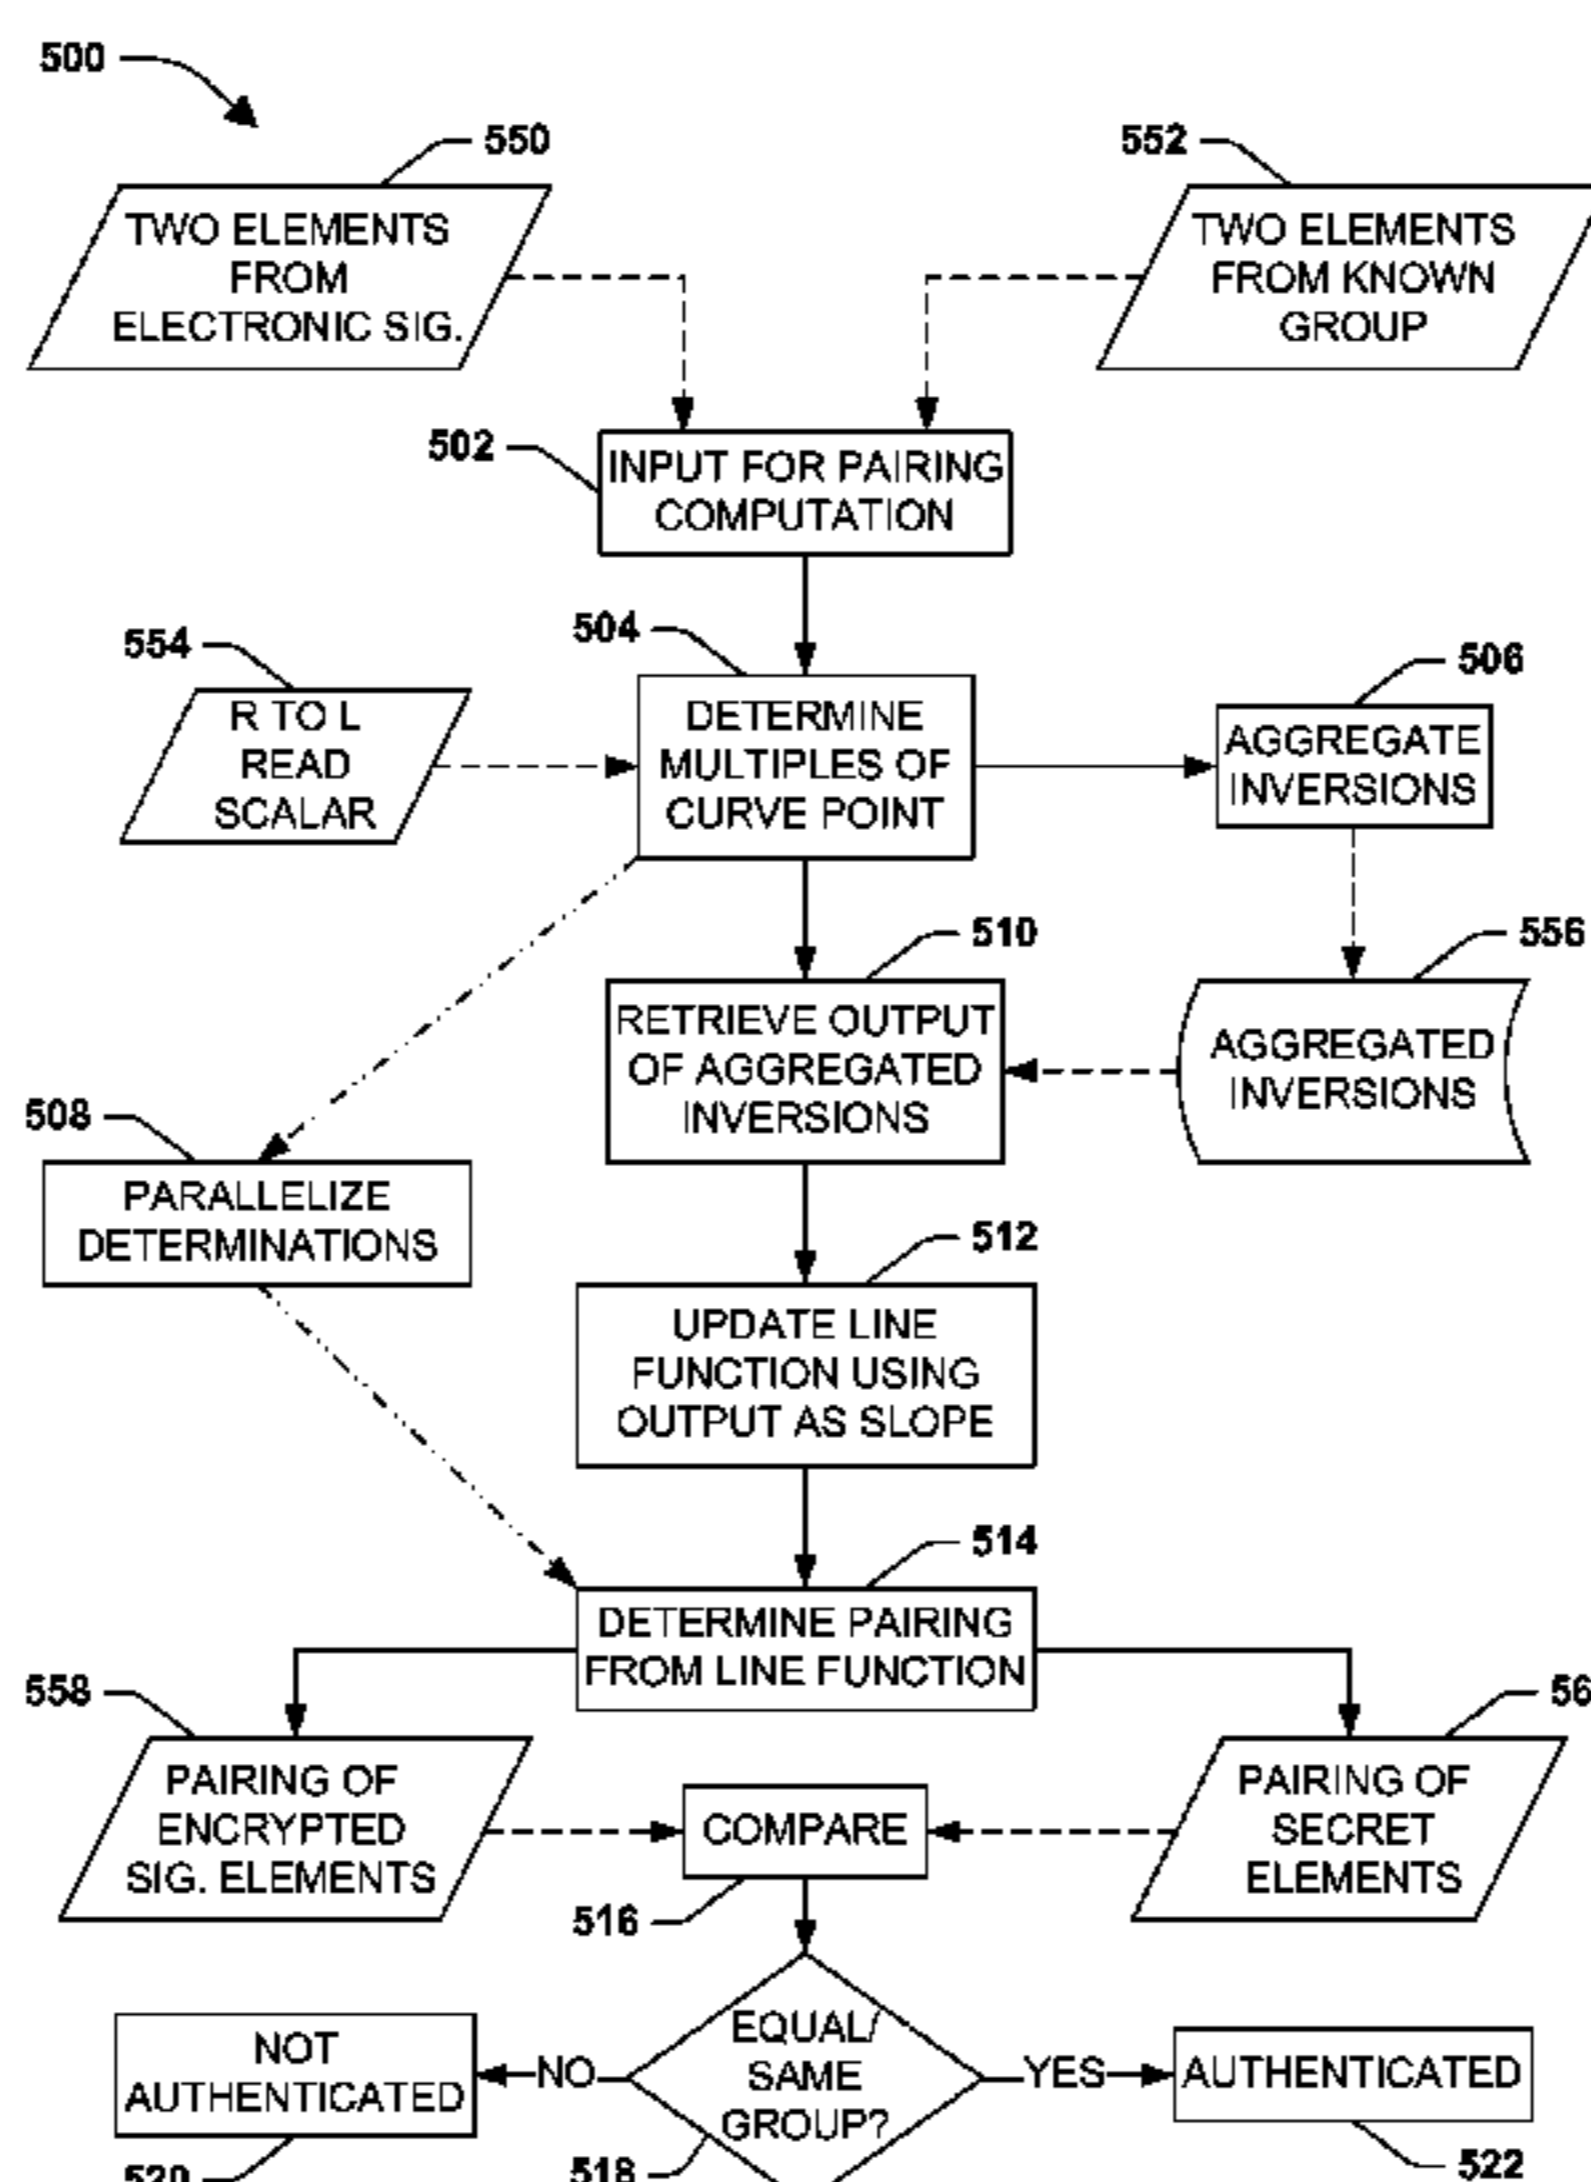 500
550
552
TWO ELEMENTS
FROM
ELECTRONIC SIG.
TWO ELEMENTS
FROM KNOWN
GROUP
502
INPUT FOR PAIRING
COMPUTATION
554
504
506
R TO L
READ
SCALAR
DETERMINE
MULTIPLES OF
CURVE POINT
AGGREGATE
INVERSIONS
510
556
RETRIEVE OUTPUT
OF AGGREGATED
INVERSIONS
AGGREGATED
INVERSIONS
508
PARALLELIZE
DETERMINATIONS
512
UPDATE LINE
FUNCTION USING
OUTPUT AS SLOPE
514
DETERMINE PAIRING
FROM LINE FUNCTION
558
PAIRING OF
ENCRYPTED
SIG. ELEMENTS
COMPARE
PAIRING OF
SECRET
ELEMENTS
516
NOT
AUTHENTICATED
NO
EQUAL/
SAME
GROUP?
YES
AUTHENTICATED
520
518
522